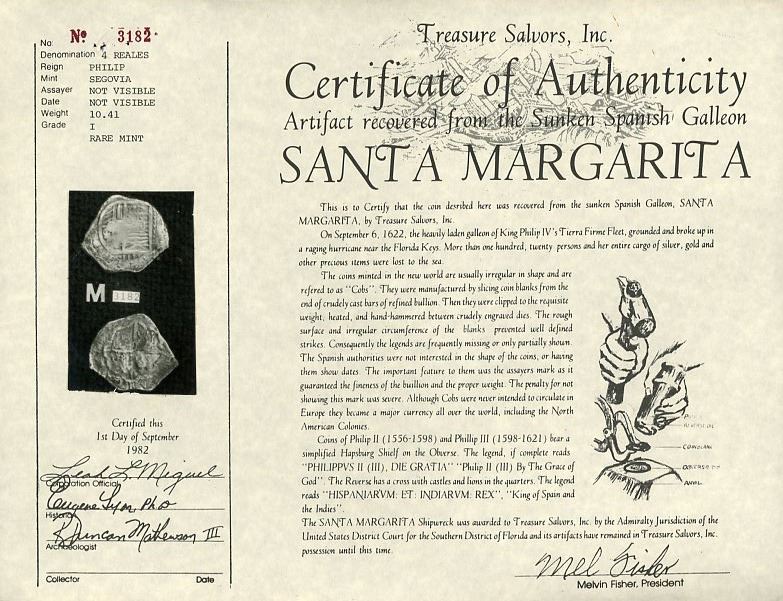 No: Nº 3182
Denomination 4 REALES
Reign PHILIP
Mint SEGOVIA
Assayer NOT VISIBLE
Date NOT VISIBLE
Weight 10.41
Grade I
RARE MINT
M 3182
Certified this
1st Day of September
1982
Corporation Official
Eugene Lyon PhD
Historian
R Duncan Mathewson III
Archaeologist
Collector Date
Treasure Salvors, Inc.
Certificate of Authenticity
Artifact recovered from the Sunken Spanish Galleon
SANTA MARGARITA
This is to Certify that the coin desribed here was recovered from the sunken Spanish Galleon, SANTA
MARGARITA, by Treasure Salvors, Inc.
On September 6, 1622, the heavily laden galleon of King Philip IV's Tierra Firme Fleet, grounded and broke up in
a raging hurricane near the Florida Keys. More than one hundred, twenty persons and her entire cargo of silver, gold and
other precious items were lost to the sea.
The coins minted in the new world are usually irregular in shape and are
refered to as "Cobs". They were manufactured by slicing coin blanks from the
end of crudely cast bars of refined bullion. Then they were clipped to the requisite
weight, heated, and hand-hammered between crudely engraved dies. The rough
surface and irregular circumference of the blanks prevented well defined
strikes. Consequently the legends are frequently missing or only partially shown.
The Spanish authorities were not interested in the shape of the coins, or having
them show dates. The important feature to them was the assayers mark as it
guaranteed the fineness of the buillion and the proper weight. The penalty for not
showing this mark was severe. Although Cobs were never intended to circulate in
Europe they became a major currency all over the world, including the North
American Colonies.
Coins of Philip II (1556-1598) and Phillip III (1598-1621) bear a
simplified Hapsburg Shielf on the Obverse. The legend, if complete reads
"PHILIPPVS II (III), DIE GRATIA" "Philip II (III) By The Grace of
God". The Reverse has a cross with castles and lions in the quarters. The legend
reads "HISPANIARVM: ET: INDIARVM: REX", "King of Spain and
the Indies".
REVERSE DIE
COIN BLANK
OBVERSE DIE
ANVIL
The SANTA MARGARITA Shipwreck was awarded to Treasure Salvors, Inc. by the Admiralty Jurisdiction of the
United States District Court for the Southern District of Florida and its artifacts have remained in Treasure Salvors, Inc.
possession until this time.
Mel Fisher
Melvin Fisher, President